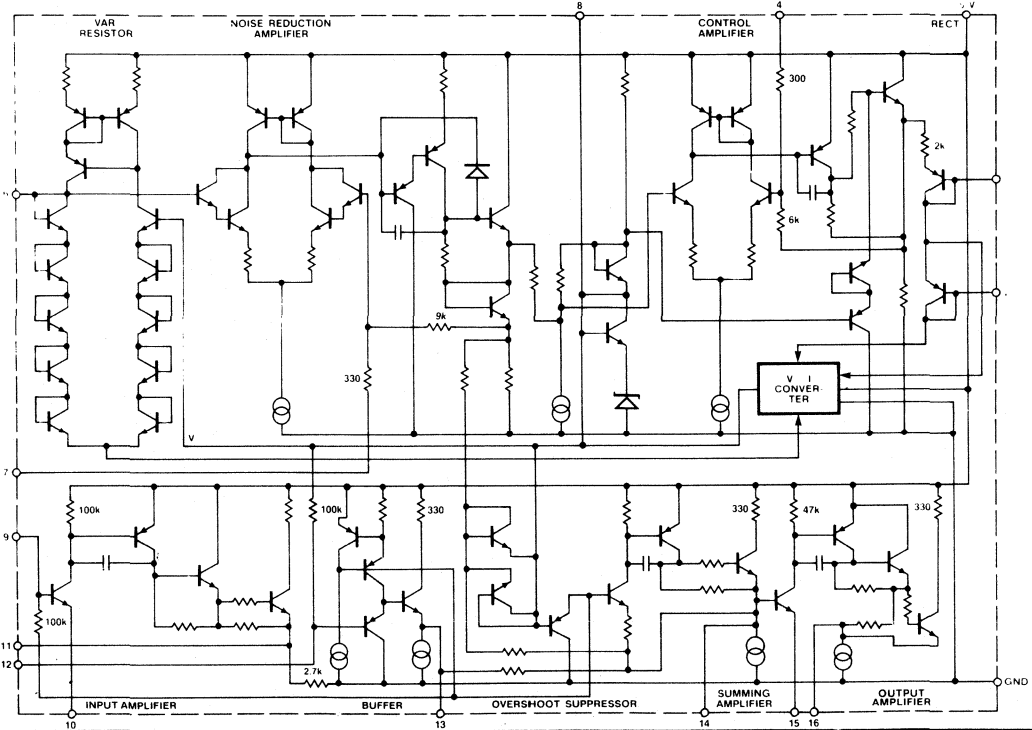 8
4
VAR
RESISTOR
NOISE REDUCTION
AMPLIFIER
CONTROL
AMPLIFIER
RECT
V
300
2k
6k
9k
330
V I
CONVER-
TER
V
7
100k
100k
330
330
47k
330
9
100k
11
12
2.7k
GND
INPUT AMPLIFIER
BUFFER
OVERSHOOT SUPPRESSOR
SUMMING
AMPLIFIER
OUTPUT
AMPLIFIER
10
13
14
15
16